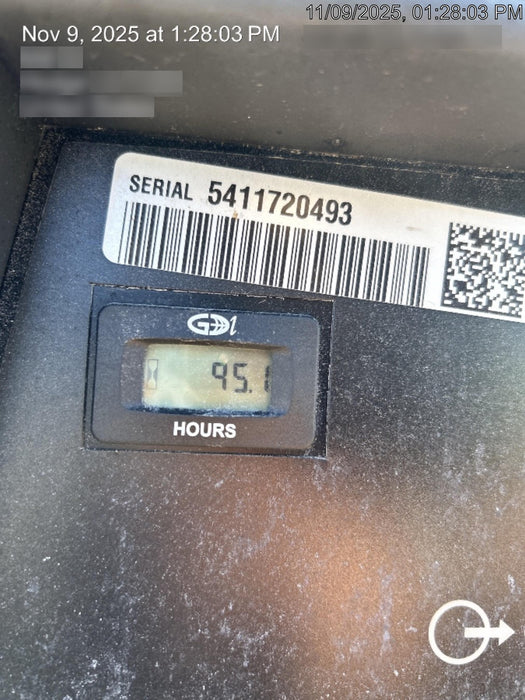 11/09/2025, 01:28:03 PM
Nov 9, 2025 at 1:28:03 PM
SERIAL 5411720493
GDi
95.1
HOURS